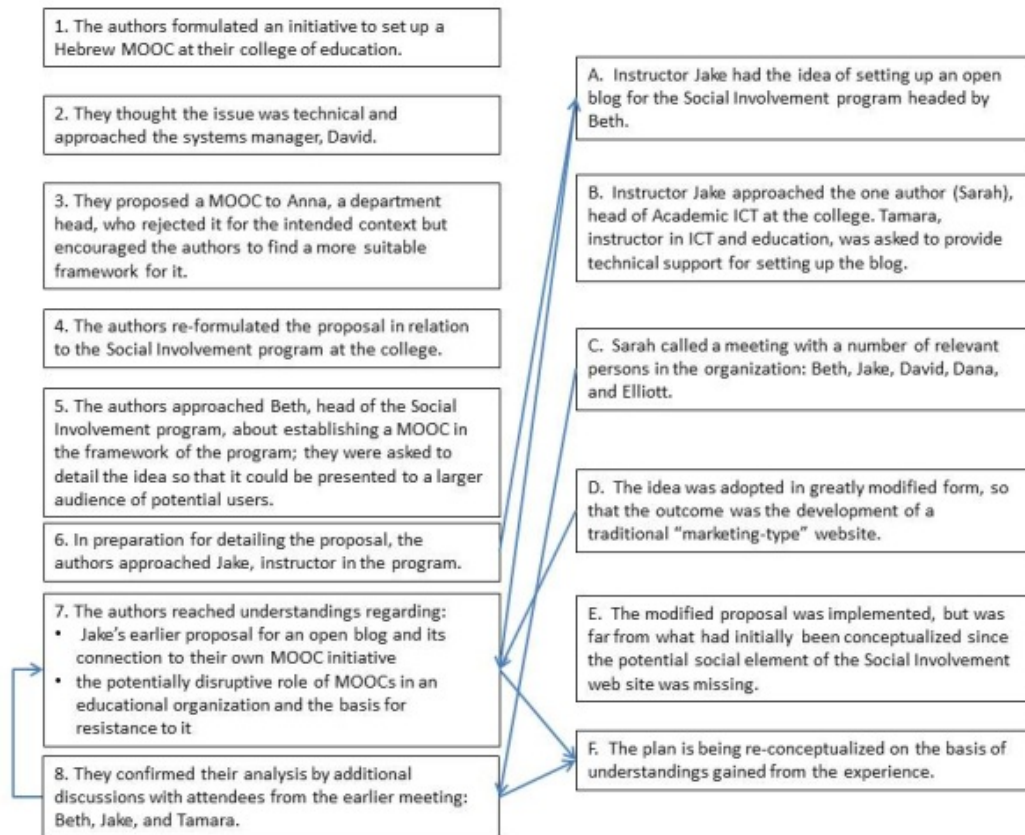 1. The authors formulated an initiative to set up a
Hebrew MOOC at their college of education.
2. They thought the issue was technical and
approached the systems manager, David.
3. They proposed a MOOC to Anna, a department
head, who rejected it for the intended context but
encouraged the authors to find a more suitable
framework for it.
4. The authors re-formulated the proposal in relation
to the Social Involvement program at the college.
5. The authors approached Beth, head of the Social
Involvement program, about establishing a MOOC in
the framework of the program; they were asked to
detail the idea so that it could be presented to a larger
audience of potential users.
6. In preparation for detailing the proposal, the
authors approached Jake, instructor in the program.
7. The authors reached understandings regarding:
• Jake's earlier proposal for an open blog and its
connection to their own MOOC initiative
• the potentially disruptive role of MOOCs in an
educational organization and the basis for
resistance to it
8. They confirmed their analysis by additional
discussions with attendees from the earlier meeting:
Beth, Jake, and Tamara.
A. Instructor Jake had the idea of setting up an open
blog for the Social Involvement program headed by
Beth.
B. Instructor Jake approached the one author (Sarah),
head of Academic ICT at the college. Tamara,
instructor in ICT and education, was asked to provide
technical support for setting up the blog.
C. Sarah called a meeting with a number of relevant
persons in the organization: Beth, Jake, David, Dana,
and Elliott.
D. The idea was adopted in greatly modified form, so
that the outcome was the development of a
traditional “marketing-type” website.
E. The modified proposal was implemented, but was
far from what had initially been conceptualized since
the potential social element of the Social Involvement
web site was missing.
F. The plan is being re-conceptualized on the basis of
understandings gained from the experience.